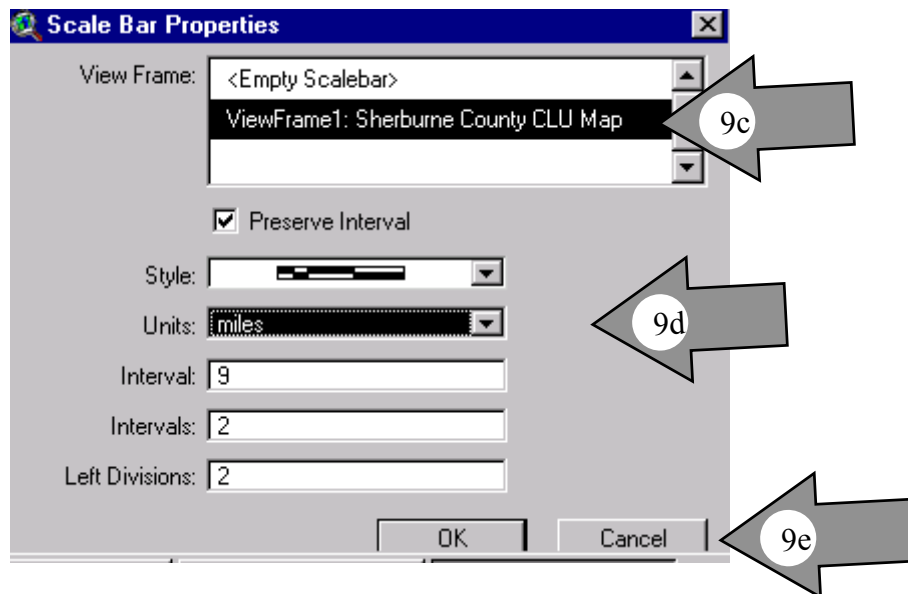 Scale Bar Properties
View Frame:
<Empty Scalebar>
ViewFrame1: Sherburne County CLU Map
9c
Preserve Interval
Style:
Units: miles
9d
Interval: 9
Intervals: 2
Left Divisions: 2
OK Cancel
9e